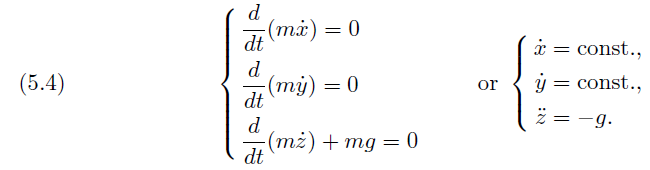 (5.4) { d/dt (mẋ) = 0
d/dt (mẏ) = 0
d/dt (mż) + mg = 0
or { ẋ = const.,
ẏ = const.,
z̈ = −g.